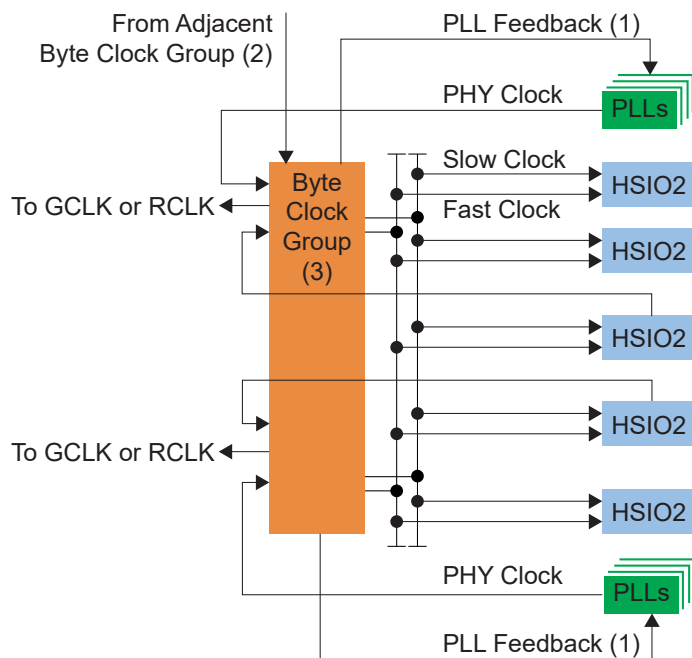 From Adjacent
Byte Clock Group (2)
PLL Feedback (1)
PHY Clock
PLLs
Byte
Clock
Group
(3)
Slow Clock
HSIO2
To GCLK or RCLK
Fast Clock
HSIO2
HSIO2
HSIO2
To GCLK or RCLK
HSIO2
PHY Clock
PLLs
PLL Feedback (1)